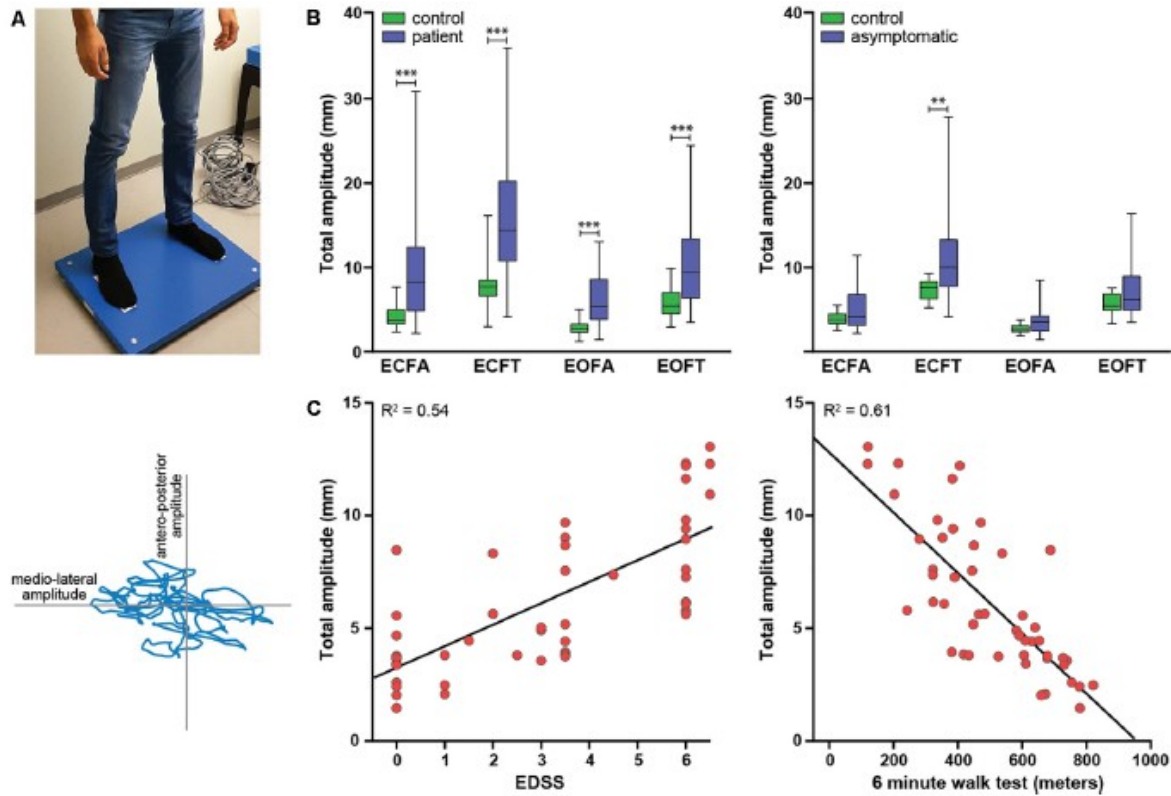 A
medio-lateral
amplitude
antero-posterior
amplitude
B
control
patient
Total amplitude (mm)
40
30
20
10
0
***
***
***
***
ECFA
ECFT
EOFA
EOFT
control
asymptomatic
Total amplitude (mm)
40
30
20
10
0
**
ECFA
ECFT
EOFA
EOFT
C
R² = 0.54
Total amplitude (mm)
15
10
5
0
0 1 2 3 4 5 6
EDSS
R² = 0.61
Total amplitude (mm)
15
10
5
0
0 200 400 600 800 1000
6 minute walk test (meters)